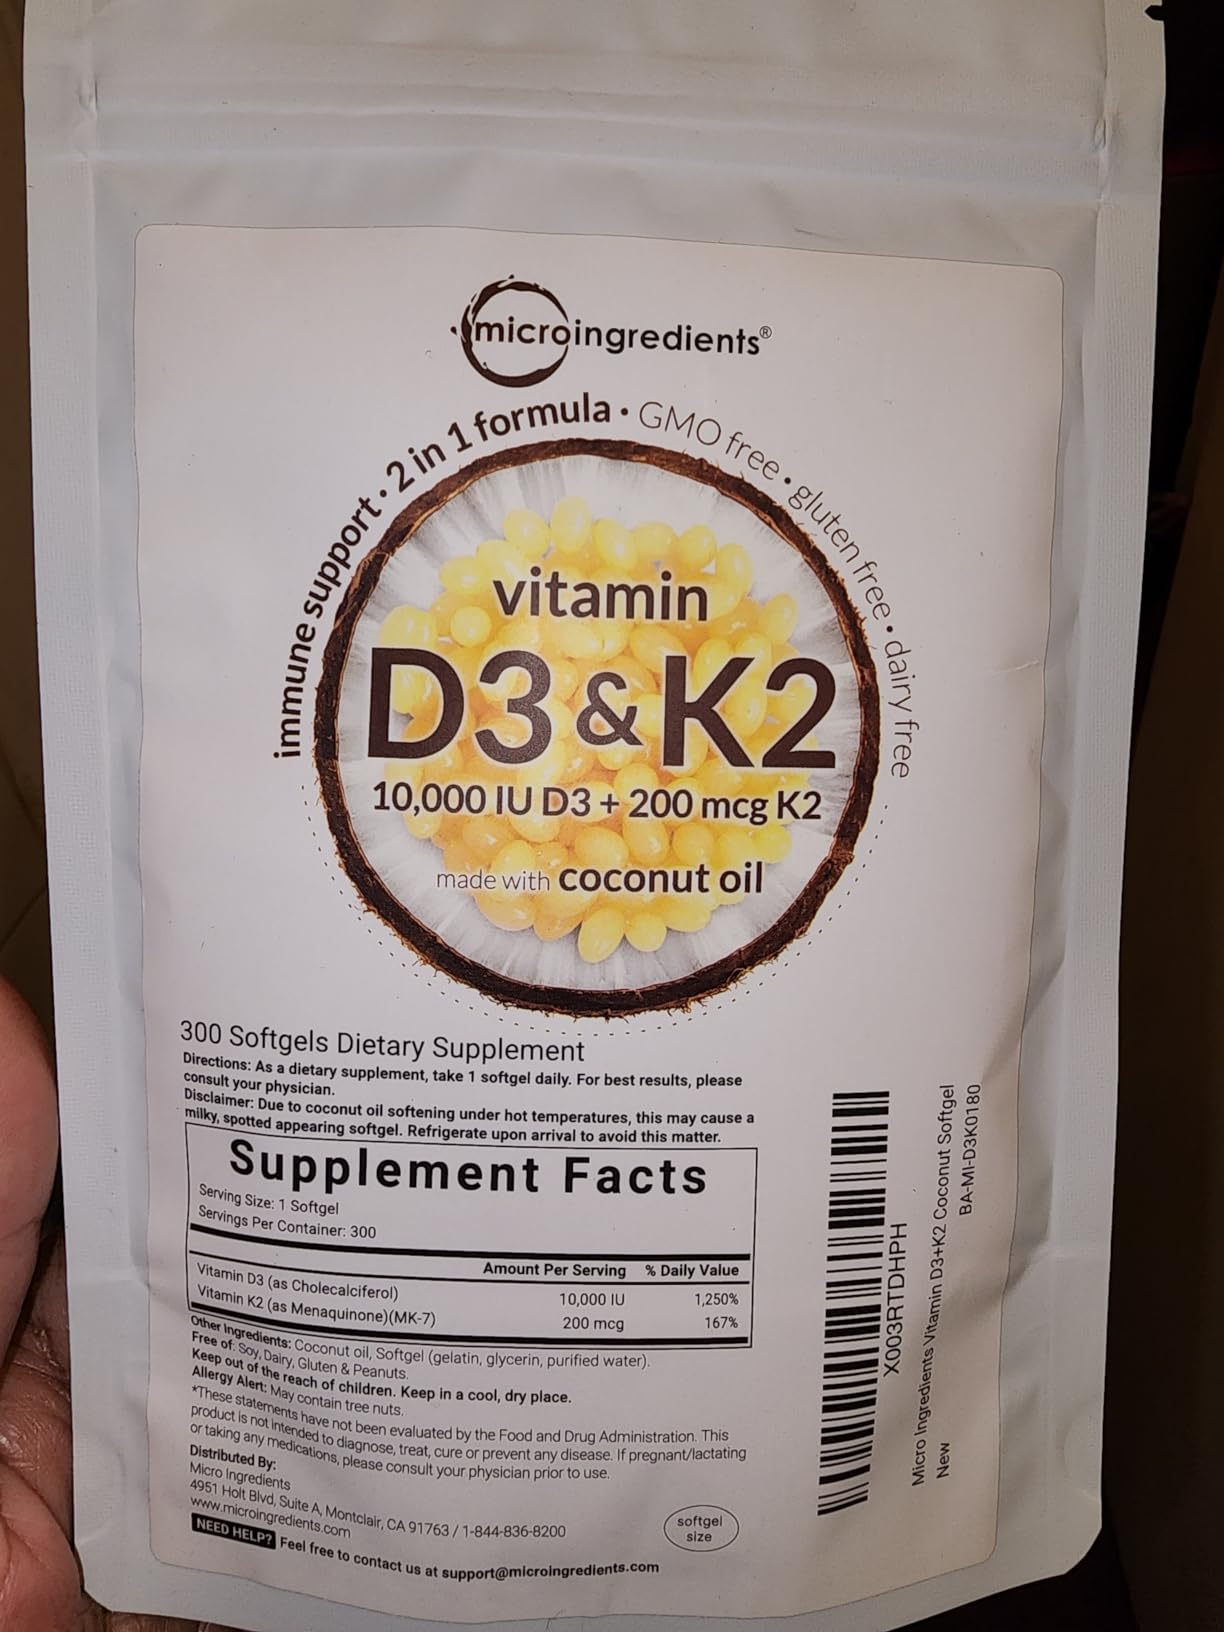 microingredients®
immune support • 2 in 1 formula • GMO free • gluten free • dairy free
vitamin
D3 & K2
10,000 IU D3 + 200 mcg K2
made with coconut oil
300 Softgels Dietary Supplement
Directions: As a dietary supplement, take 1 softgel daily. For best results, please
consult your physician.
Disclaimer: Due to coconut oil softening under hot temperatures, this may cause a
milky, spotted appearing softgel. Refrigerate upon arrival to avoid this matter.
Supplement Facts
Serving Size: 1 Softgel
Servings Per Container: 300
Amount Per Serving % Daily Value
Vitamin D3 (as Cholecalciferol) 10,000 IU 1,250%
Vitamin K2 (as Menaquinone)(MK-7) 200 mcg 167%
Other Ingredients: Coconut oil, Softgel (gelatin, glycerin, purified water).
Free of: Soy, Dairy, Gluten & Peanuts.
Keep out of the reach of children. Keep in a cool, dry place.
Allergy Alert: May contain tree nuts.
*These statements have not been evaluated by the Food and Drug Administration. This
product is not intended to diagnose, treat, cure or prevent any disease. If pregnant/lactating
or taking any medications, please consult your physician prior to use.
Distributed By:
Micro Ingredients
4951 Holt Blvd, Suite A, Montclair, CA 91763 / 1-844-836-8200
www.microingredients.com
NEED HELP? Feel free to contact us at support@microingredients.com
softgel
size
X003RTDHPH
Micro Ingredients Vitamin D3+K2 Coconut Softgel
BA-MI-D3K0180
New